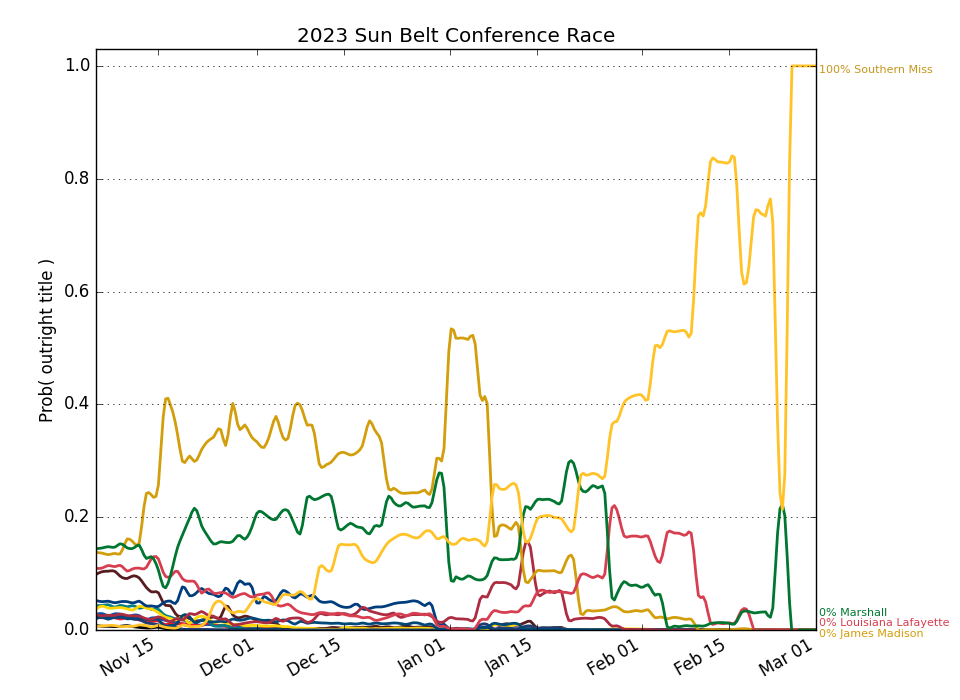 2023 Sun Belt Conference Race
Prob( outright title )
1.0
0.8
0.6
0.4
0.2
0.0
Nov 15
Dec 01
Dec 15
Jan 01
Jan 15
Feb 01
Feb 15
Mar 01
100% Southern Miss
0% Marshall
0% Louisiana Lafayette
0% James Madison